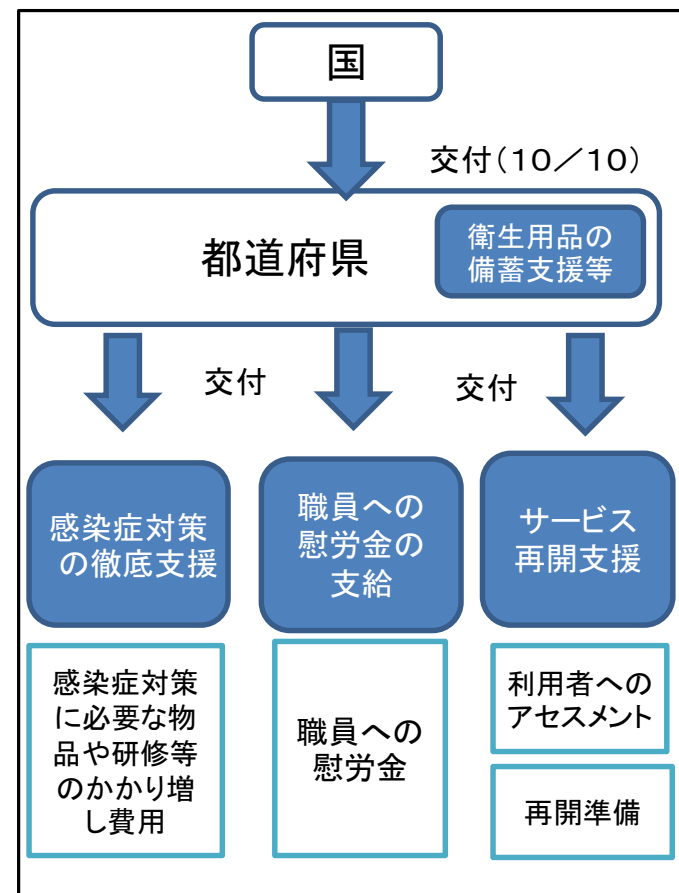 国
交付(10/10)
都道府県
衛生用品の
備蓄支援等
交付
交付
感染症対策
の徹底支援
職員への
慰労金の
支給
サービス
再開支援
感染症対策
に必要な物
品や研修等
のかかり増
し費用
職員への
慰労金
利用者への
アセスメント
再開準備